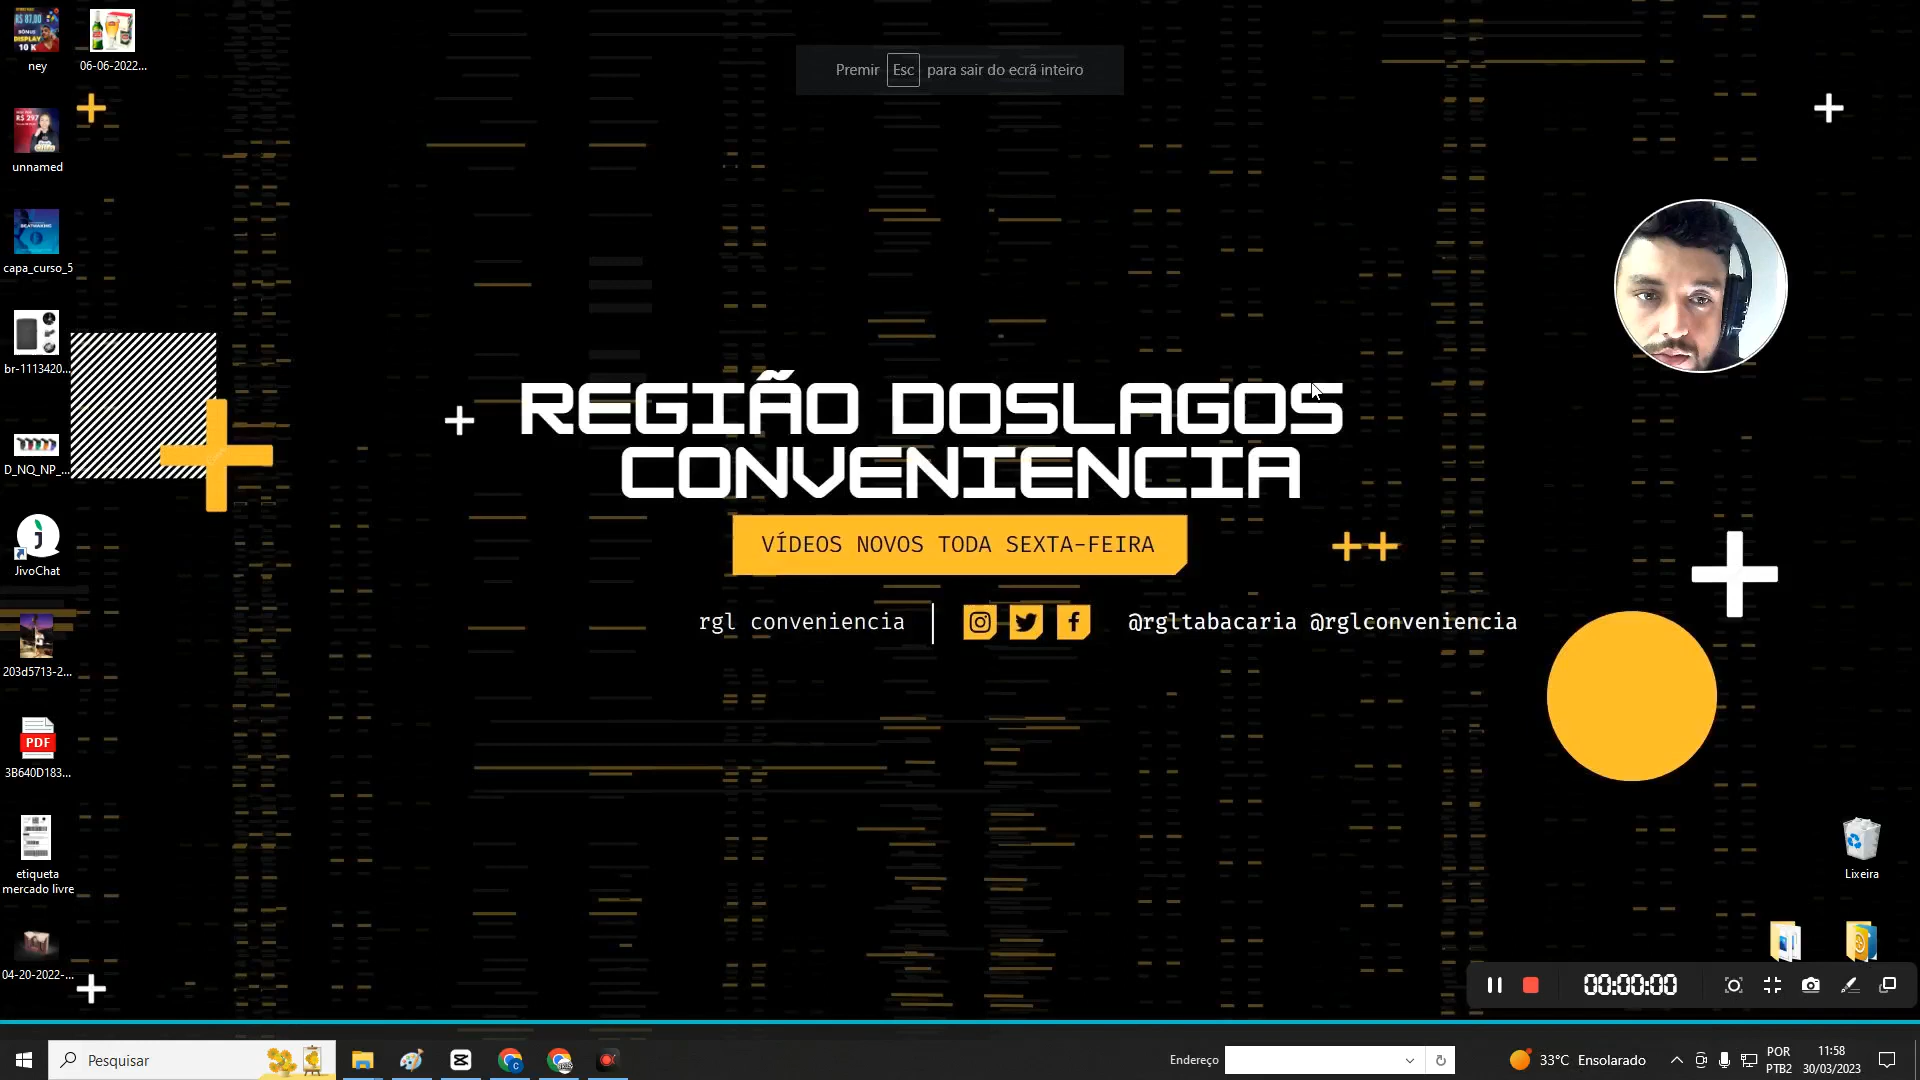 ney
06-06-2022...
unnamed
capa_curso_5
br-1113420...
D_NQ_NP_...
JivoChat
203d5713-2...
PDF
3B640D183...
etiqueta
mercado livre
04-20-2022-...
Premir Esc para sair do ecrã inteiro
REGIÃO DOSLAGOS
CONVENIENCIA
VÍDEOS NOVOS TODA SEXTA-FEIRA
rgl conveniencia
@rgltabacaria @rglconveniencia
Lixeira
00:00:00
Pesquisar
Endereço
33°C Ensolarado
POR
PTB2
11:58
30/03/2023